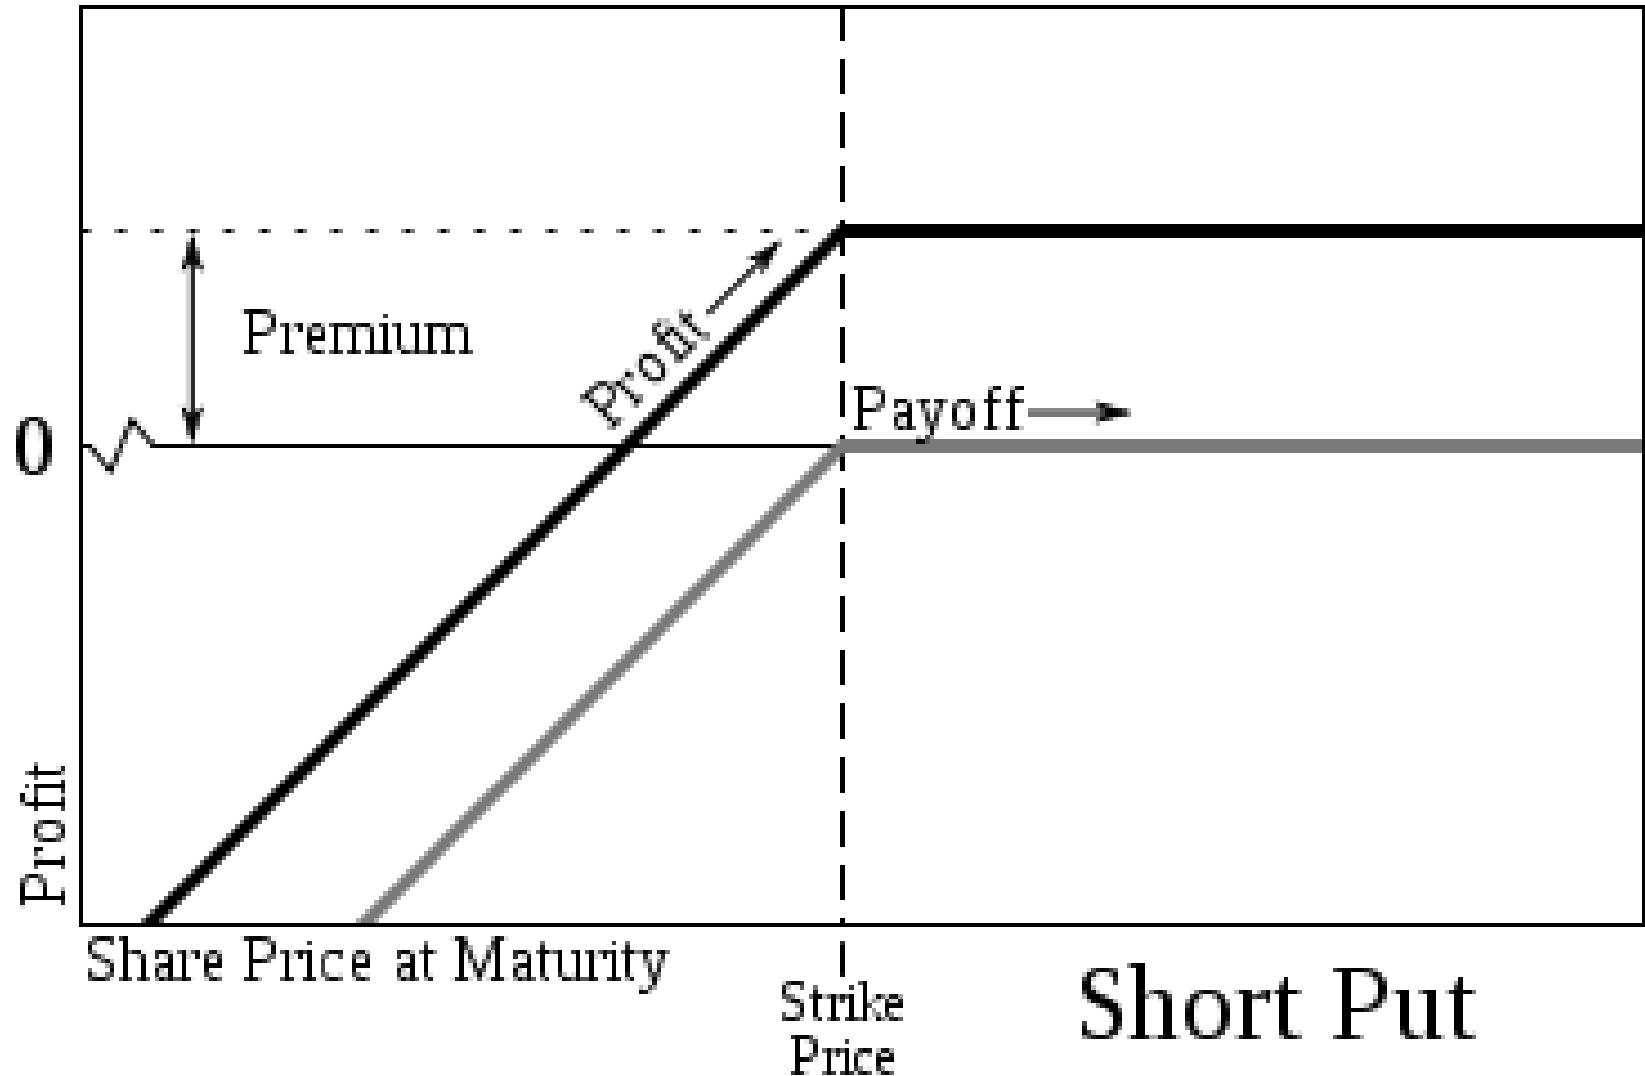 Premium
Profit
Payoff
0
Profit
Share Price at Maturity
Strike
Price
Short Put